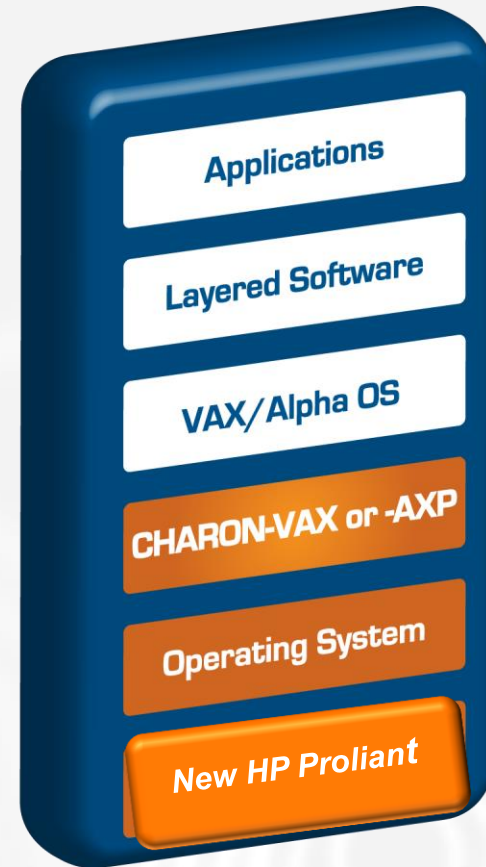 Applications
Layered Software
VAX/Alpha OS
CHARON-VAX or -AXP
Operating System
New HP Proliant